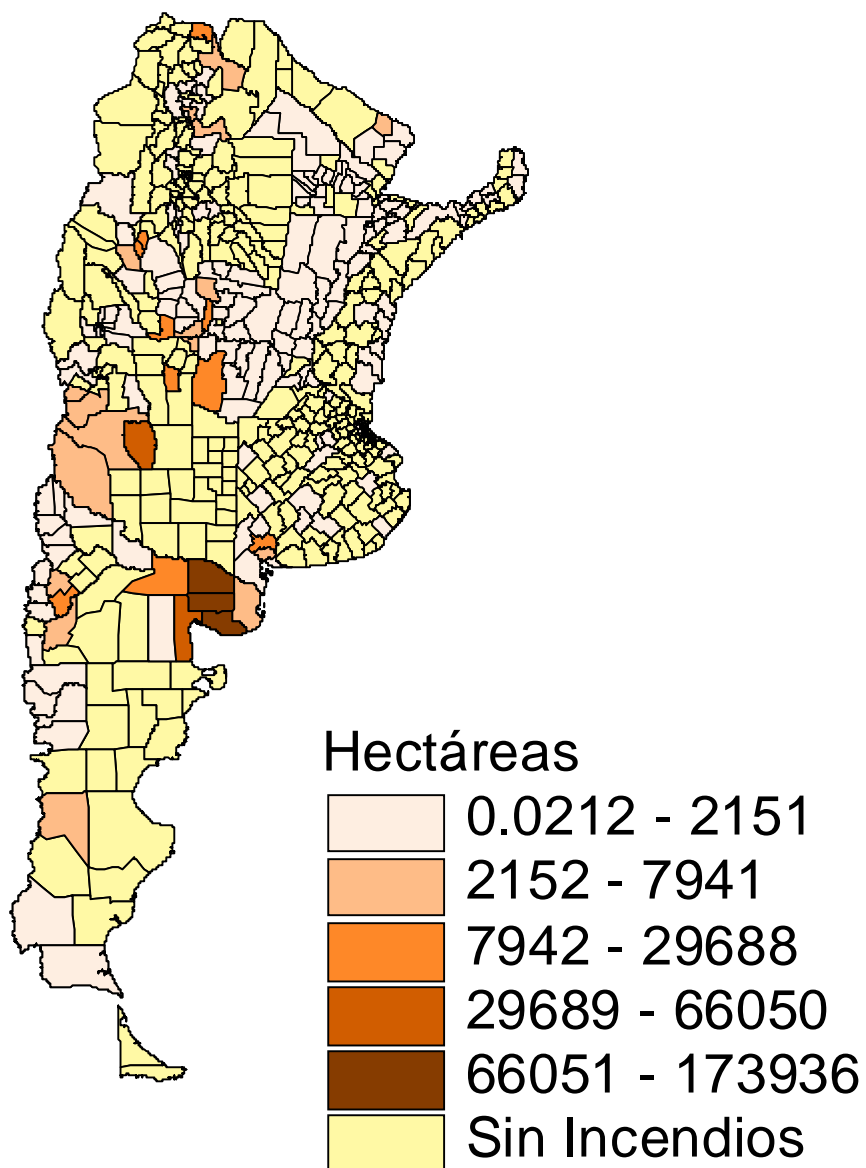 Hectáreas
0.0212 - 2151
2152 - 7941
7942 - 29688
29689 - 66050
66051 - 173936
Sin Incendios